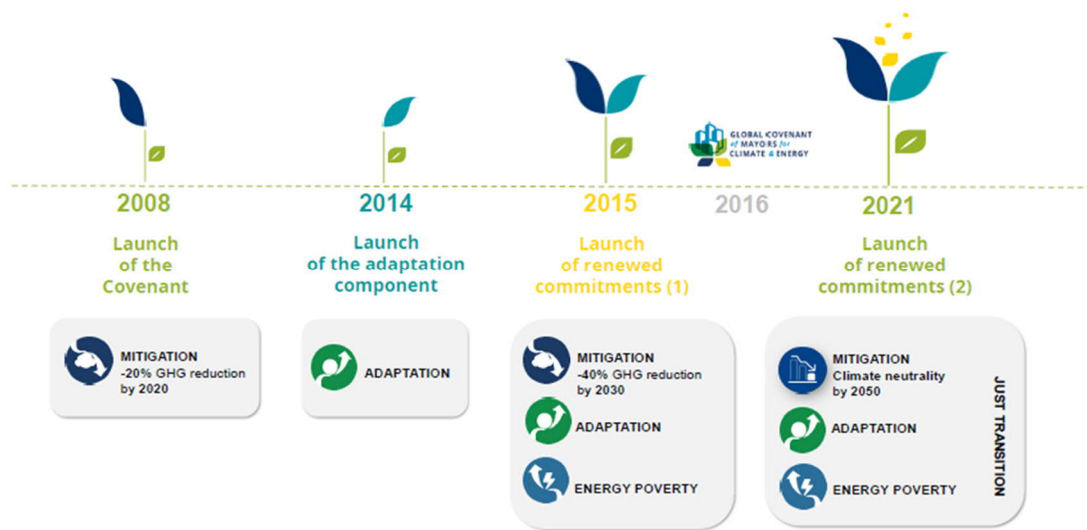 GLOBAL COVENANT
of MAYORS for
CLIMATE & ENERGY
2008
Launch
of the
Covenant
MITIGATION
-20% GHG reduction
by 2020
2014
Launch
of the adaptation
component
ADAPTATION
2015
Launch
of renewed
commitments (1)
MITIGATION
-40% GHG reduction
by 2030
ADAPTATION
ENERGY POVERTY
2016
2021
Launch
of renewed
commitments (2)
MITIGATION
Climate neutrality
by 2050
ADAPTATION
ENERGY POVERTY
JUST TRANSITION